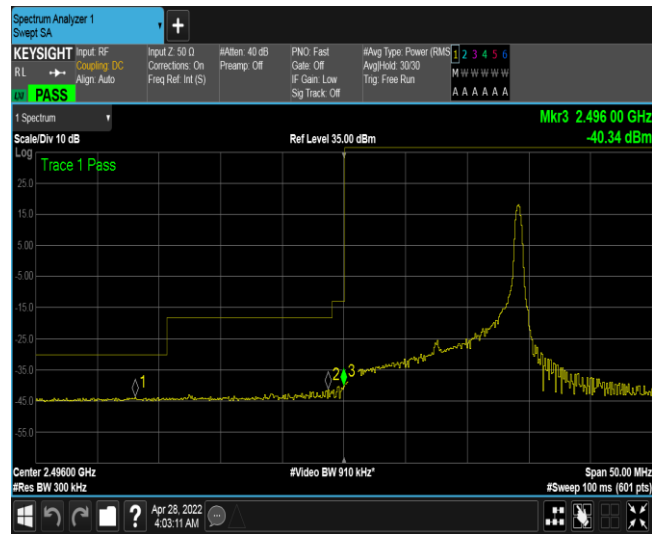 Spectrum Analyzer 1
Swept SA
+
KEYSIGHT Input: RF Input Z: 50 Ω #Atten: 40 dB PNO: Fast #Avg Type: Power (RMS 1 2 3 4 5 6
RL Coupling: DC Corrections: On Preamp: Off Gate: Off Avg|Hold: 30/30 M W W W W W
Align: Auto Freq Ref: Int (S) IF Gain: Low Trig: Free Run
Sig Track: Off A A A A A A
PASS
1 Spectrum Mkr3 2.496 00 GHz
Scale/Div 10 dB Ref Level 35.00 dBm -40.34 dBm
Log
Trace 1 Pass
25.0
15.0
5.00
-5.00
-15.0
-25.0
-35.0
1 2 3
-45.0
-55.0
Center 2.49600 GHz #Video BW 910 kHz* Span 50.00 MHz
#Res BW 300 kHz #Sweep 100 ms (601 pts)
? Apr 28, 2022
4:03:11 AM